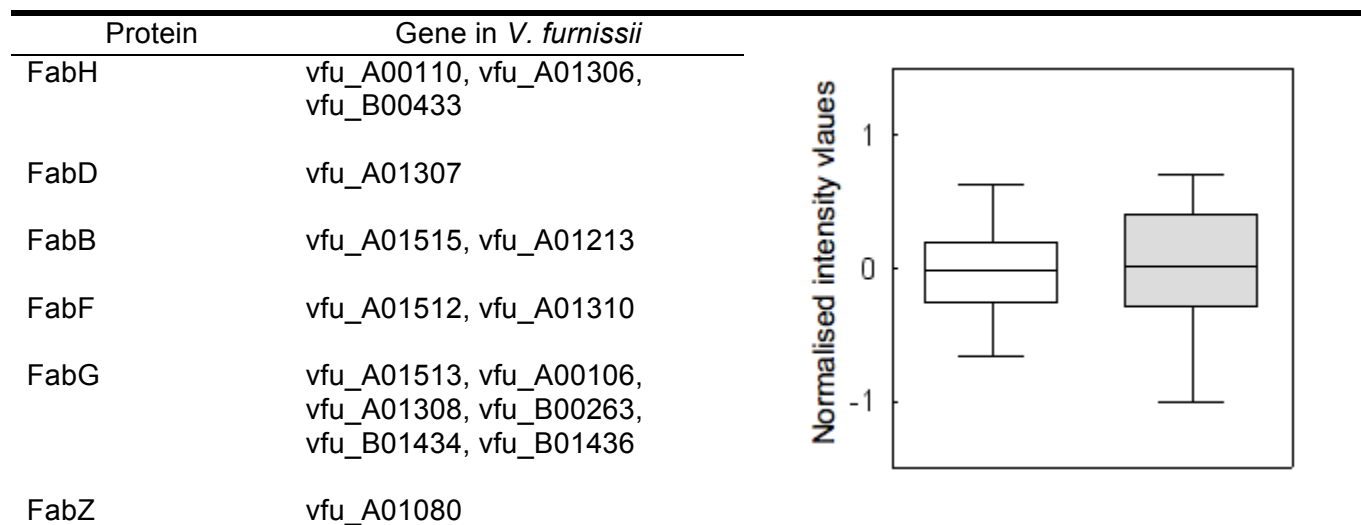 Protein Gene in V. furnissii
FabH vfu_A00110, vfu_A01306,
vfu_B00433
FabD vfu_A01307
FabB vfu_A01515, vfu_A01213
FabF vfu_A01512, vfu_A01310
FabG vfu_A01513, vfu_A00106,
vfu_A01308, vfu_B00263,
vfu_B01434, vfu_B01436
FabZ vfu_A01080
Normalised intensity vlaues
1
0
-1